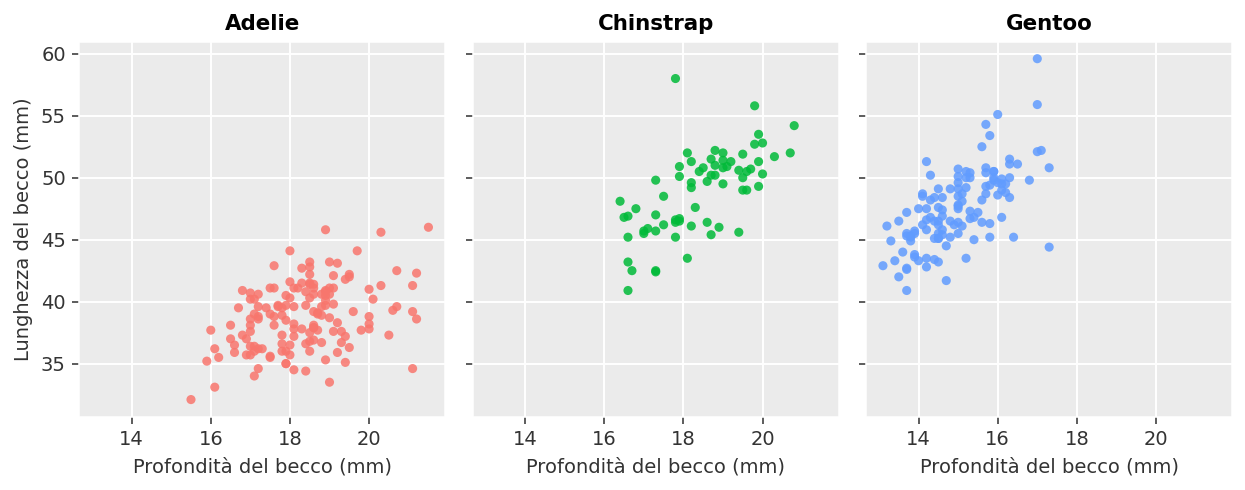 Adelie
Chinstrap
Gentoo
Lunghezza del becco (mm)
60
55
50
45
40
35
14 16 18 20
14 16 18 20
14 16 18 20
Profondità del becco (mm)
Profondità del becco (mm)
Profondità del becco (mm)